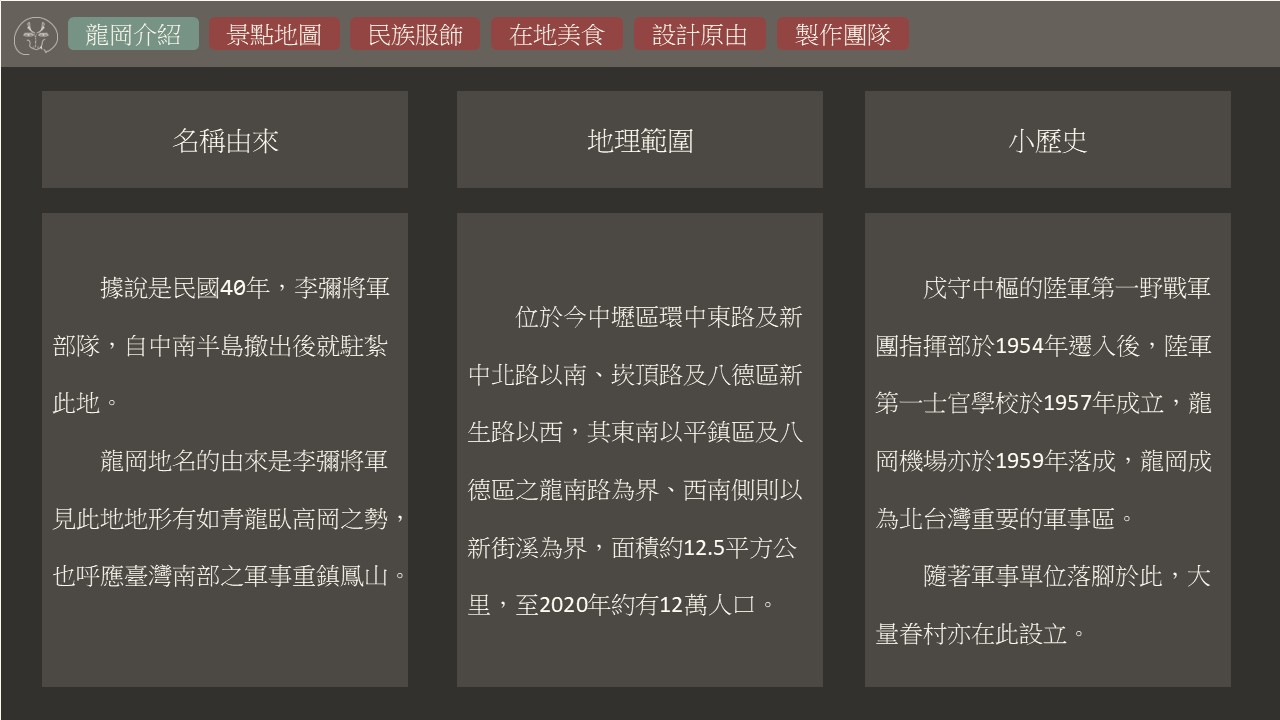 龍岡介紹 景點地圖 民族服飾 在地美食 設計原由 製作團隊
名稱由來
據說是民國40年，李彌將軍
部隊，自中南半島撤出後就駐紮
此地。
龍岡地名的由來是李彌將軍
見此地地形有如青龍臥高岡之勢，
也呼應臺灣南部之軍事重鎮鳳山。
地理範圍
位於今中壢區環中東路及新
中北路以南、崁頂路及八德區新
生路以西，其東南以平鎮區及八
德區之龍南路為界、西南側則以
新街溪為界，面積約12.5平方公
里，至2020年約有12萬人口。
小歷史
戍守中樞的陸軍第一野戰軍
團指揮部於1954年遷入後，陸軍
第一士官學校於1957年成立，龍
岡機場亦於1959年落成，龍岡成
為北台灣重要的軍事區。
隨著軍事單位落腳於此，大
量眷村亦在此設立。